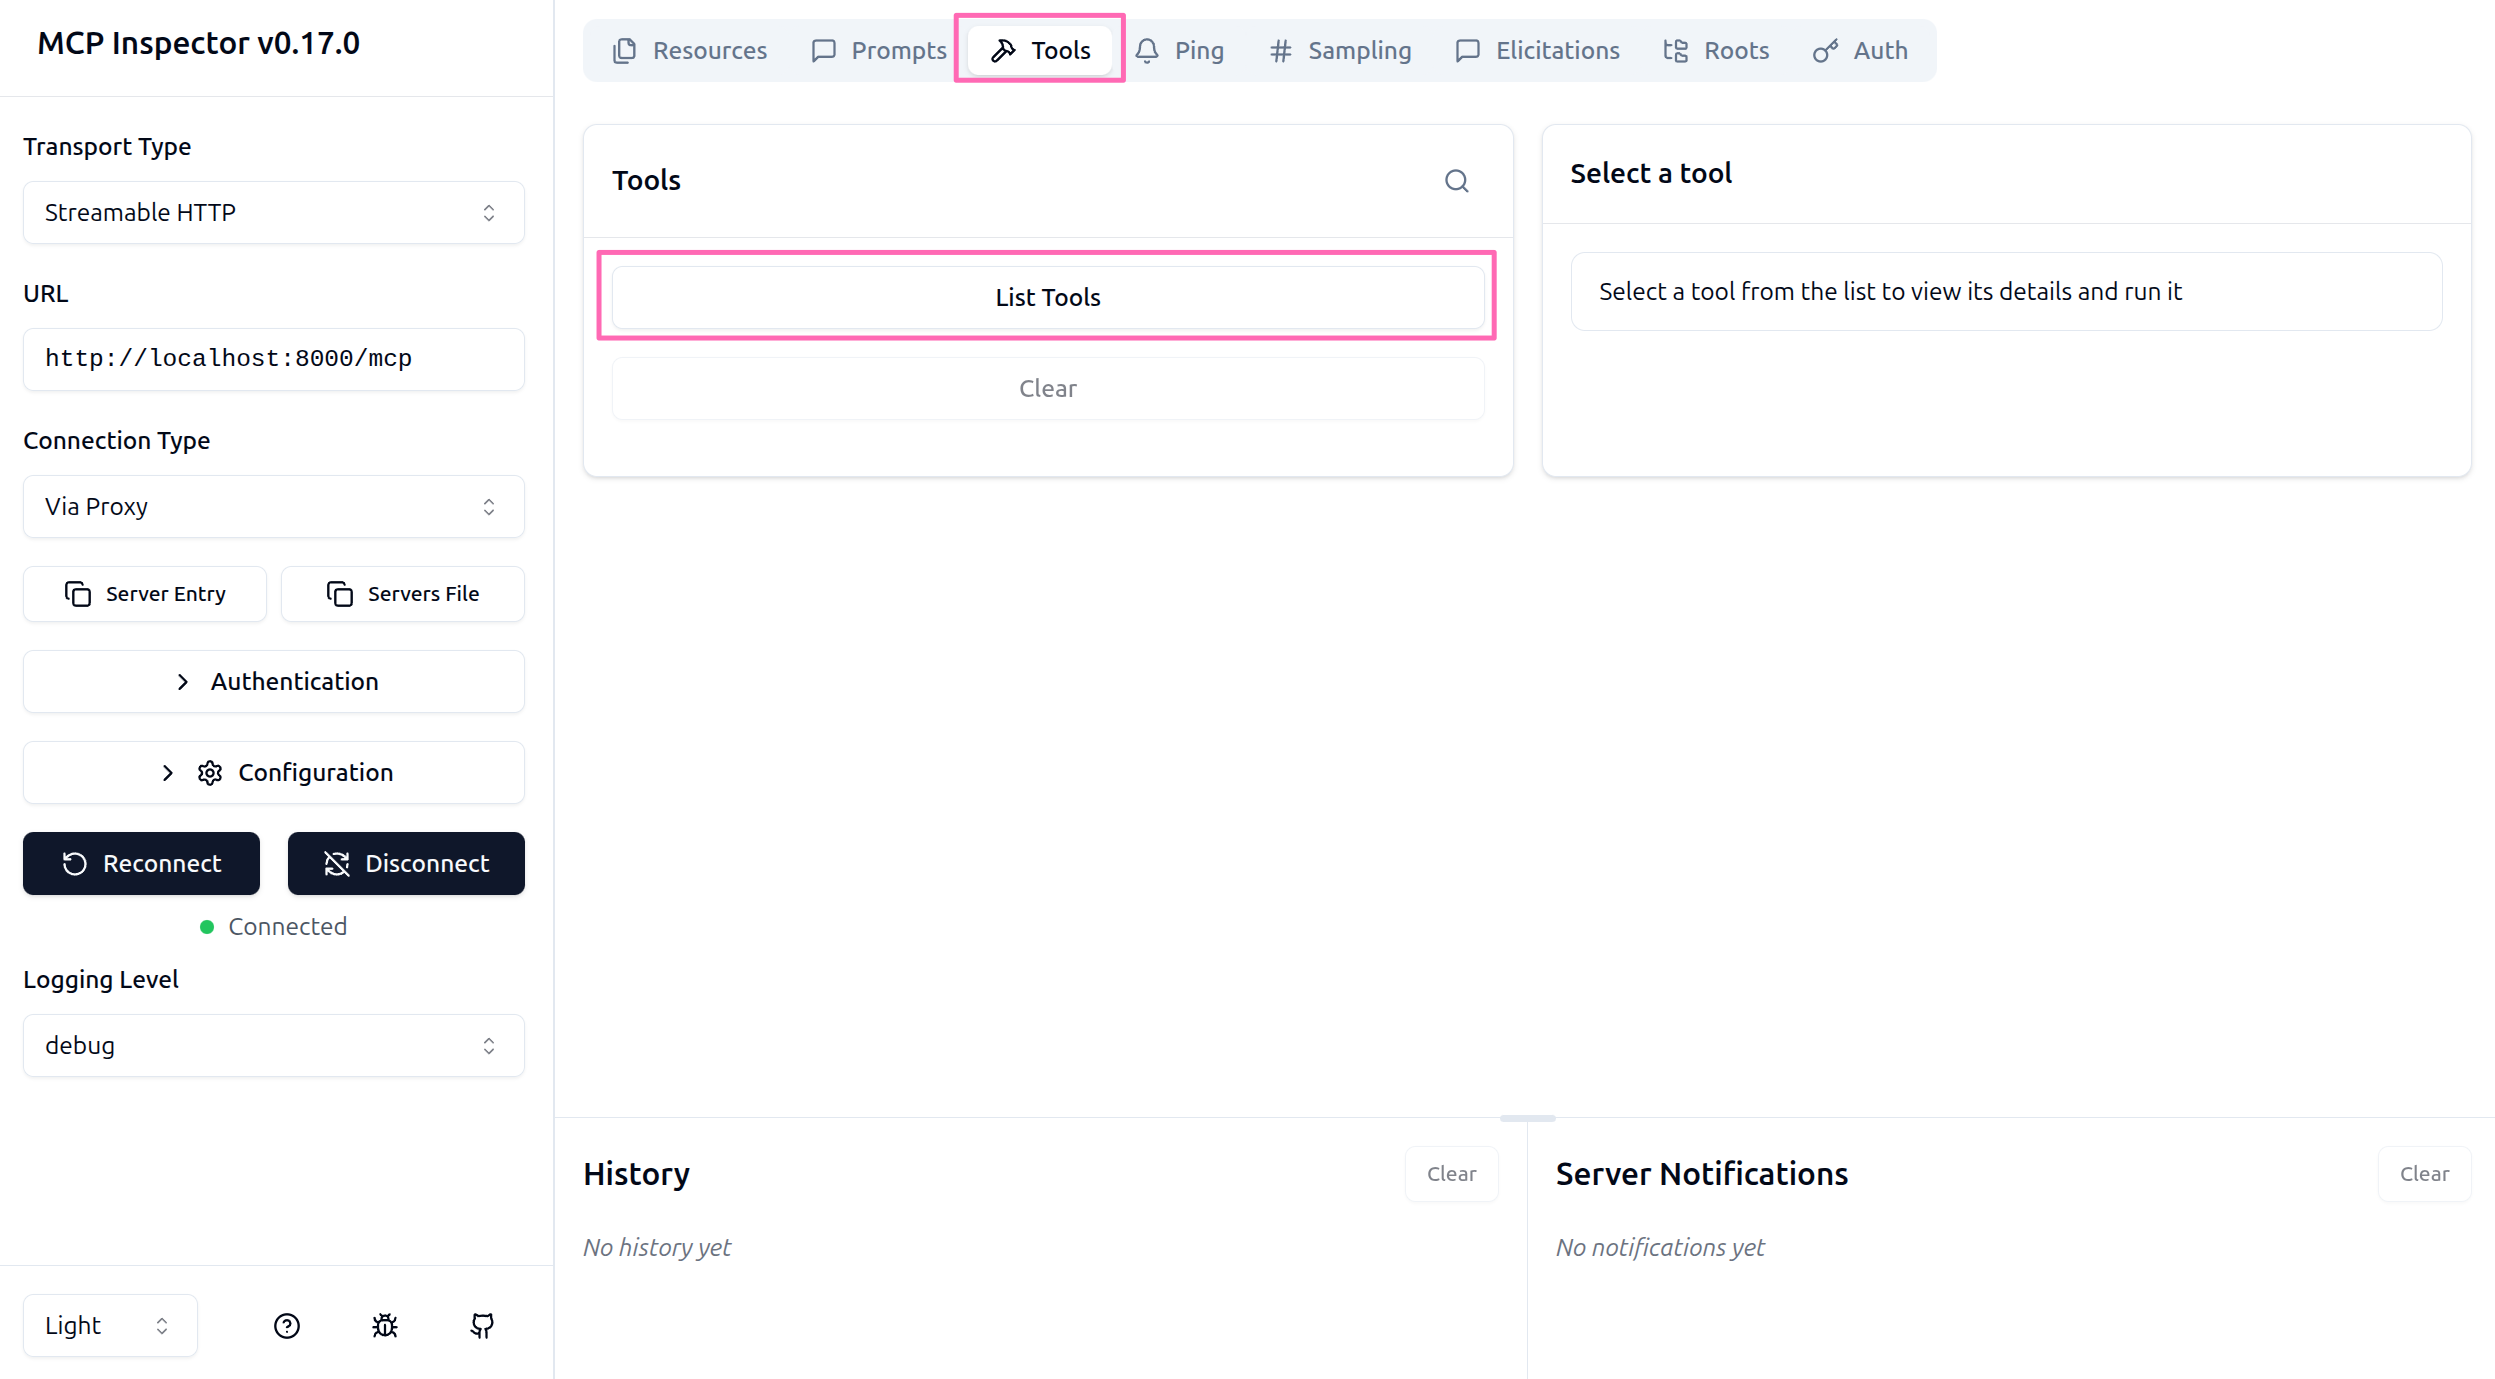 MCP Inspector v0.17.0
Transport Type
Streamable HTTP
URL
http://localhost:8000/mcp
Connection Type
Via Proxy
Server Entry
Servers File
Authentication
Configuration
Reconnect
Disconnect
Connected
Logging Level
debug
Light
Resources
Prompts
Tools
Ping
Sampling
Elicitations
Roots
Auth
Tools
List Tools
Clear
Select a tool
Select a tool from the list to view its details and run it
History
Clear
No history yet
Server Notifications
Clear
No notifications yet